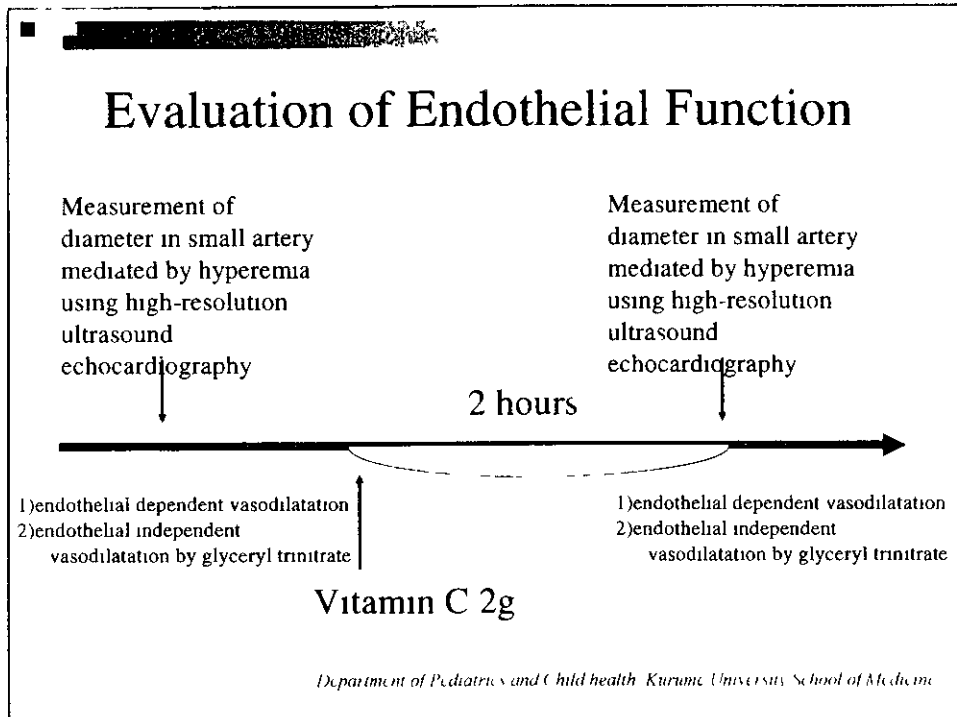 Evaluation of Endothelial Function
Measurement of
diameter in small artery
mediated by hyperemia
using high-resolution
ultrasound
echocardiography
Measurement of
diameter in small artery
mediated by hyperemia
using high-resolution
ultrasound
echocardiography
2 hours
1)endothelial dependent vasodilatation
2)endothelial independent
vasodilatation by glyceryl trinitrate
1)endothelial dependent vasodilatation
2)endothelial independent
vasodilatation by glyceryl trinitrate
Vitamin C 2g
Department of Pediatrics and Child health Kurume University School of Medicine